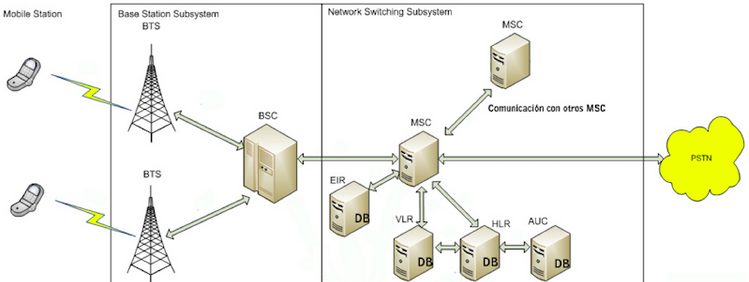 Mobile Station
Base Station Subsystem
Network Switching Subsystem
BTS
MSC
Comunicación con otros MSC
BSC
MSC
PSTN
BTS
EIR
DB
VLR
DB
HLR
DB
AUC
DB